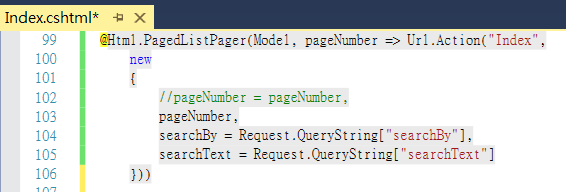 Index.cshtml*
99 @Html.PagedListPager(Model, pageNumber => Url.Action("Index",
100 new
101 {
102 //pageNumber = pageNumber,
103 pageNumber,
104 searchBy = Request.QueryString["searchBy"],
105 searchText = Request.QueryString["searchText"]
106 }))